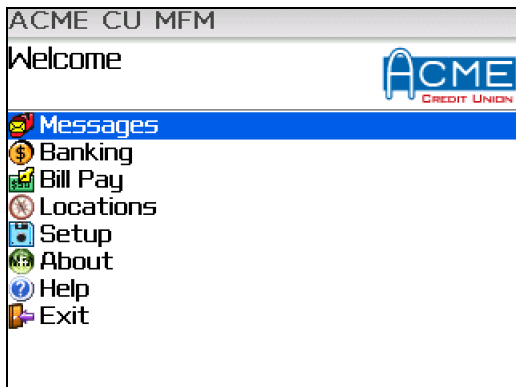 ACME CU MFM
Welcome
ACME
CREDIT UNION
Messages
Banking
Bill Pay
Locations
Setup
About
Help
Exit